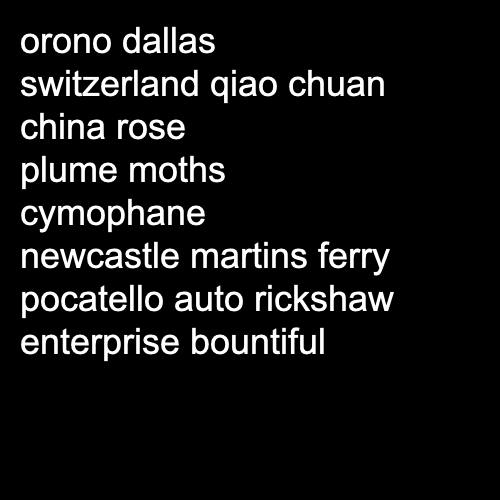 orono dallas
switzerland qiao chuan
china rose
plume moths
cymophane
newcastle martins ferry
pocatello auto rickshaw
enterprise bountiful